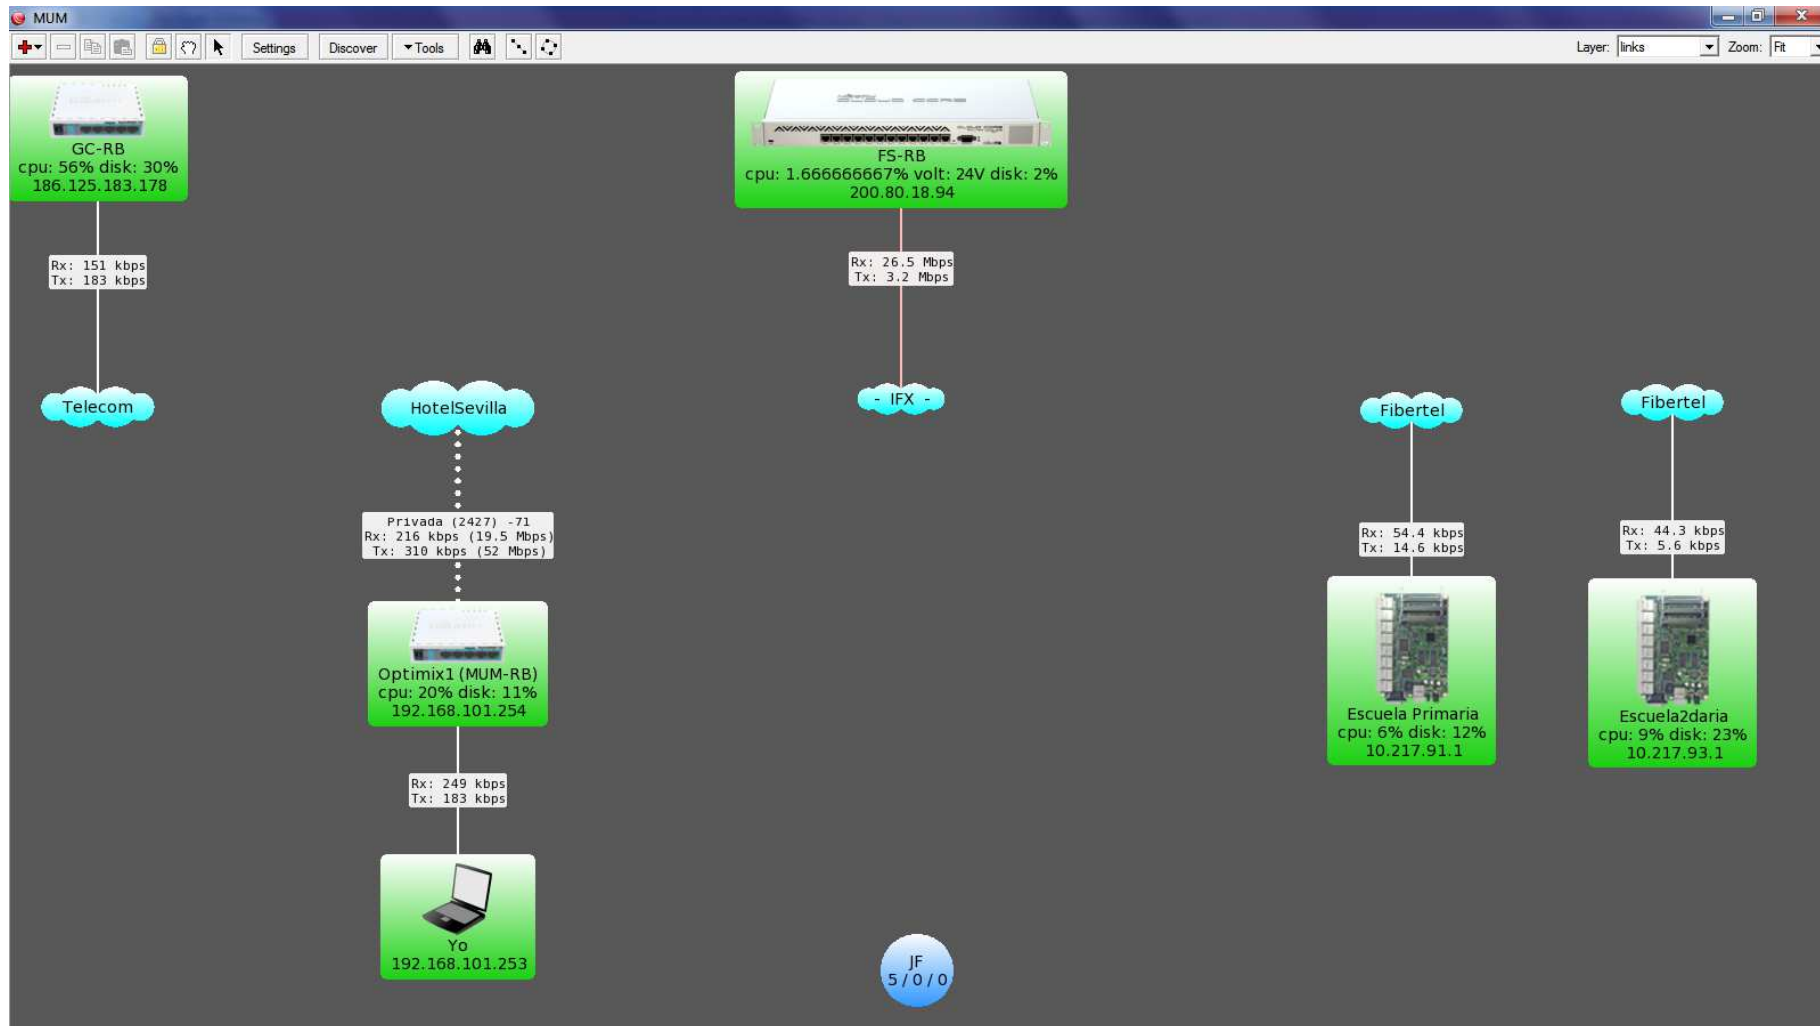 MUM
Settings
Discover
Tools
Layer: links
Zoom: Fit
GC-RB
cpu: 56% disk: 30%
186.125.183.178
Rx: 151 kbps
Tx: 183 kbps
Telecom
FS-RB
cpu: 1.666666667% volt: 24V disk: 2%
200.80.18.94
Rx: 26.5 Mbps
Tx: 3.2 Mbps
- IFX -
HotelSevilla
Privada (2427) -71
Rx: 216 kbps (19.5 Mbps)
Tx: 310 kbps (52 Mbps)
Optimix1 (MUM-RB)
cpu: 20% disk: 11%
192.168.101.254
Rx: 249 kbps
Tx: 183 kbps
Yo
192.168.101.253
JF
5 / 0 / 0
Fibertel
Rx: 54.4 kbps
Tx: 14.6 kbps
Escuela Primaria
cpu: 6% disk: 12%
10.217.91.1
Fibertel
Rx: 44.3 kbps
Tx: 5.6 kbps
Escuela2daria
cpu: 9% disk: 23%
10.217.93.1